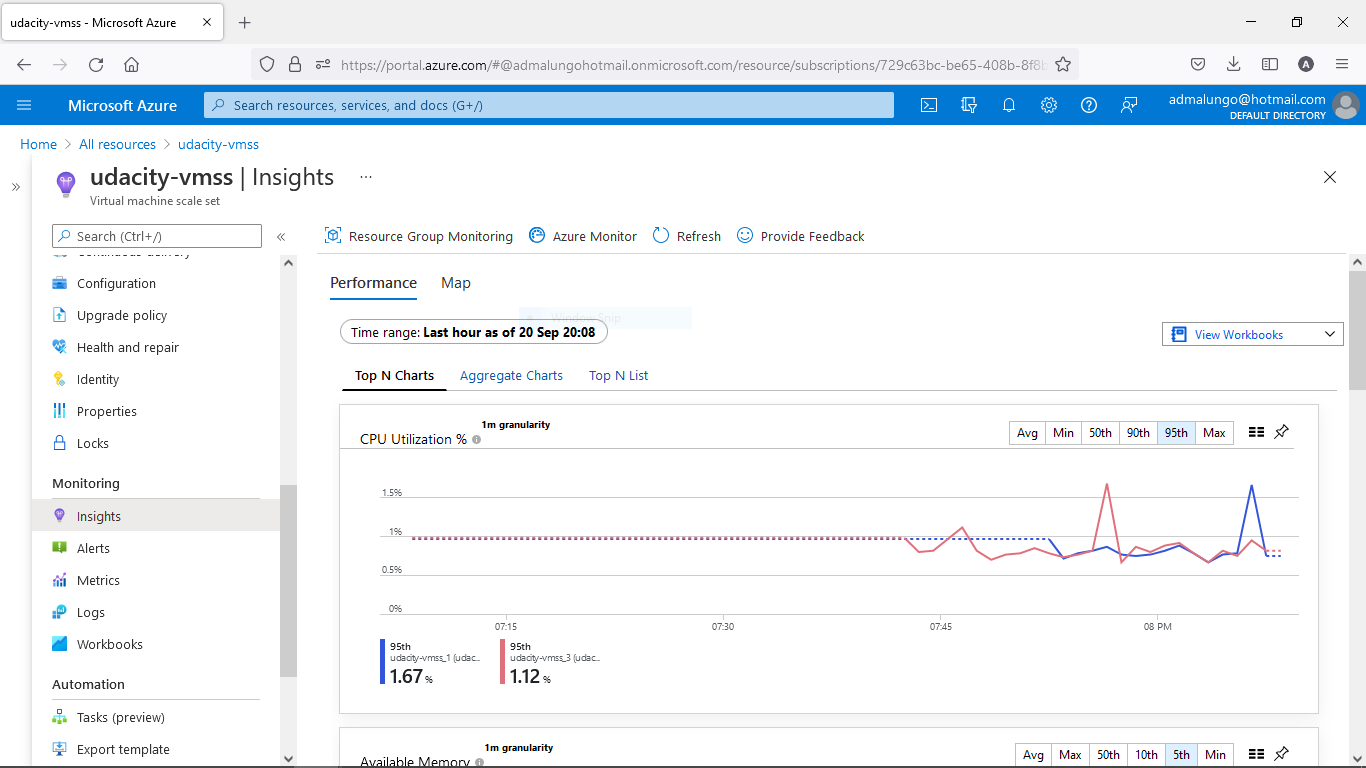 udacity-vmss - Microsoft Azure
https://portal.azure.com/#@admalungohotmail.onmicrosoft.com/resource/subscriptions/729c63bc-be65-408b-8f8b
A
Microsoft Azure
Search resources, services, and docs (G+/)
admalungo@hotmail.com
DEFAULT DIRECTORY
Home > All resources > udacity-vmss
udacity-vmss | Insights ...
Virtual machine scale set
Search (Ctrl+/)
Continuous delivery
Configuration
Upgrade policy
Health and repair
Identity
Properties
Locks
Monitoring
Insights
Alerts
Metrics
Logs
Workbooks
Automation
Tasks (preview)
Export template
Resource Group Monitoring Azure Monitor Refresh Provide Feedback
Performance Map
Window Snip
Time range: Last hour as of 20 Sep 20:08
View Workbooks
Top N Charts Aggregate Charts Top N List
1m granularity
CPU Utilization %
Avg Min 50th 90th 95th Max
1.5%
1%
0.5%
0%
07:15 07:30 07:45 08 PM
95th
udacity-vmss_1 (udac...
1.67 %
95th
udacity-vmss_3 (udac...
1.12 %
1m granularity
Available Memory
Avg Max 50th 10th 5th Min